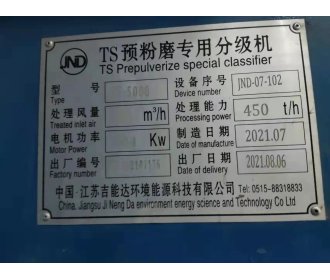 JND
TS预粉磨专用分级机
TS Prepulverize special classifier
型 号 5000 设备序号 JND-07-102
Type Device number
处理风量 m³/h 处理能力 450 t/h
Treated inlet air Processing power
电机功率 Kw 制造日期 2021.07
Motor Power Date of manufacture
出厂编号 出厂日期 2021.08.06
Factory number Date of delivery
中国·江苏吉能达环境能源科技有限公司 Tel No: 0515-88318833
China, Jiangsu Ji Neng Da environment energy science and Technology Co Ltd